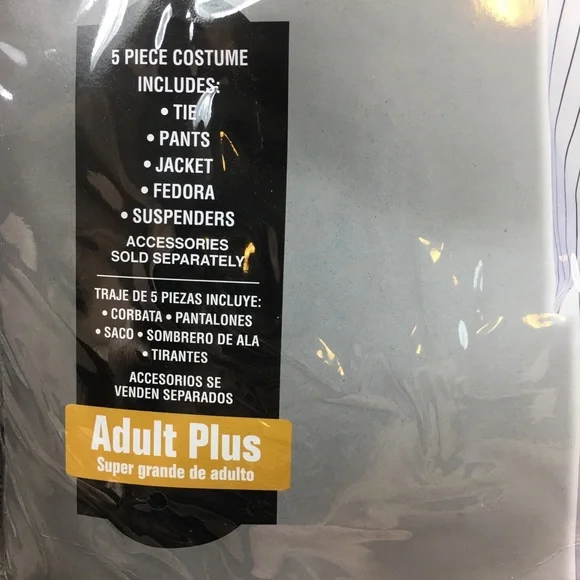 5 PIECE COSTUME
INCLUDES:
• TIE
• PANTS
• JACKET
• FEDORA
• SUSPENDERS
ACCESSORIES
SOLD SEPARATELY
TRAJE DE 5 PIEZAS INCLUYE:
• CORBATA • PANTALONES
• SACO • SOMBRERO DE ALA
• TIRANTES
ACCESORIOS SE
VENDEN SEPARADOS
Adult Plus
Super grande de adulto